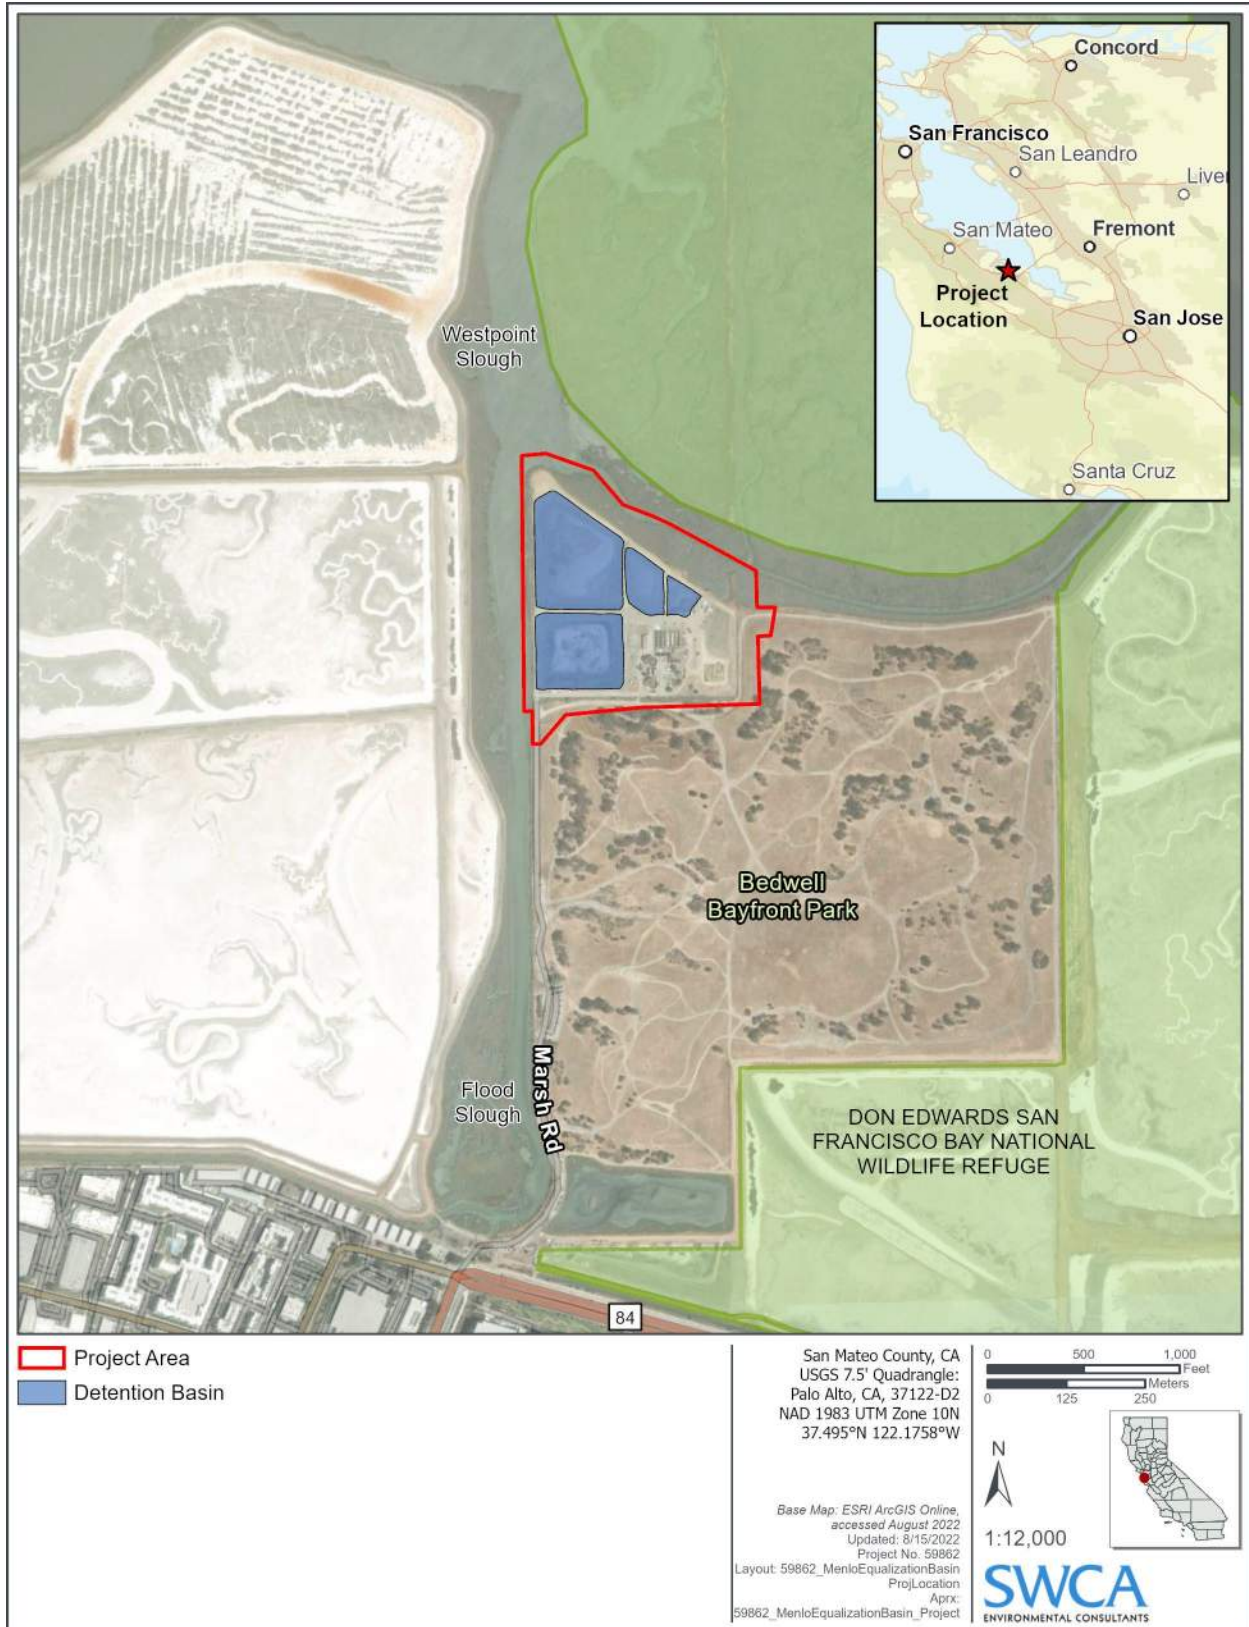 Concord
San Francisco
San Leandro
Live
San Mateo
Fremont
Project
Location
San Jose
Santa Cruz
Westpoint
Slough
Bedwell
Bayfront Park
Marsh Rd
Flood
Slough
DON EDWARDS SAN
FRANCISCO BAY NATIONAL
WILDLIFE REFUGE
84
Project Area
Detention Basin
San Mateo County, CA
USGS 7.5' Quadrangle:
Palo Alto, CA, 37122-D2
NAD 1983 UTM Zone 10N
37.495°N 122.1758°W
Base Map: ESRI ArcGIS Online,
accessed August 2022
Updated: 8/15/2022
Project No. 59862
Layout: 59862_MenloEqualizationBasin
ProjLocation
Aprx:
59862_MenloEqualizationBasin_Project
0 500 1,000
Feet
Meters
0 125 250
N
1:12,000
SWCA
ENVIRONMENTAL CONSULTANTS